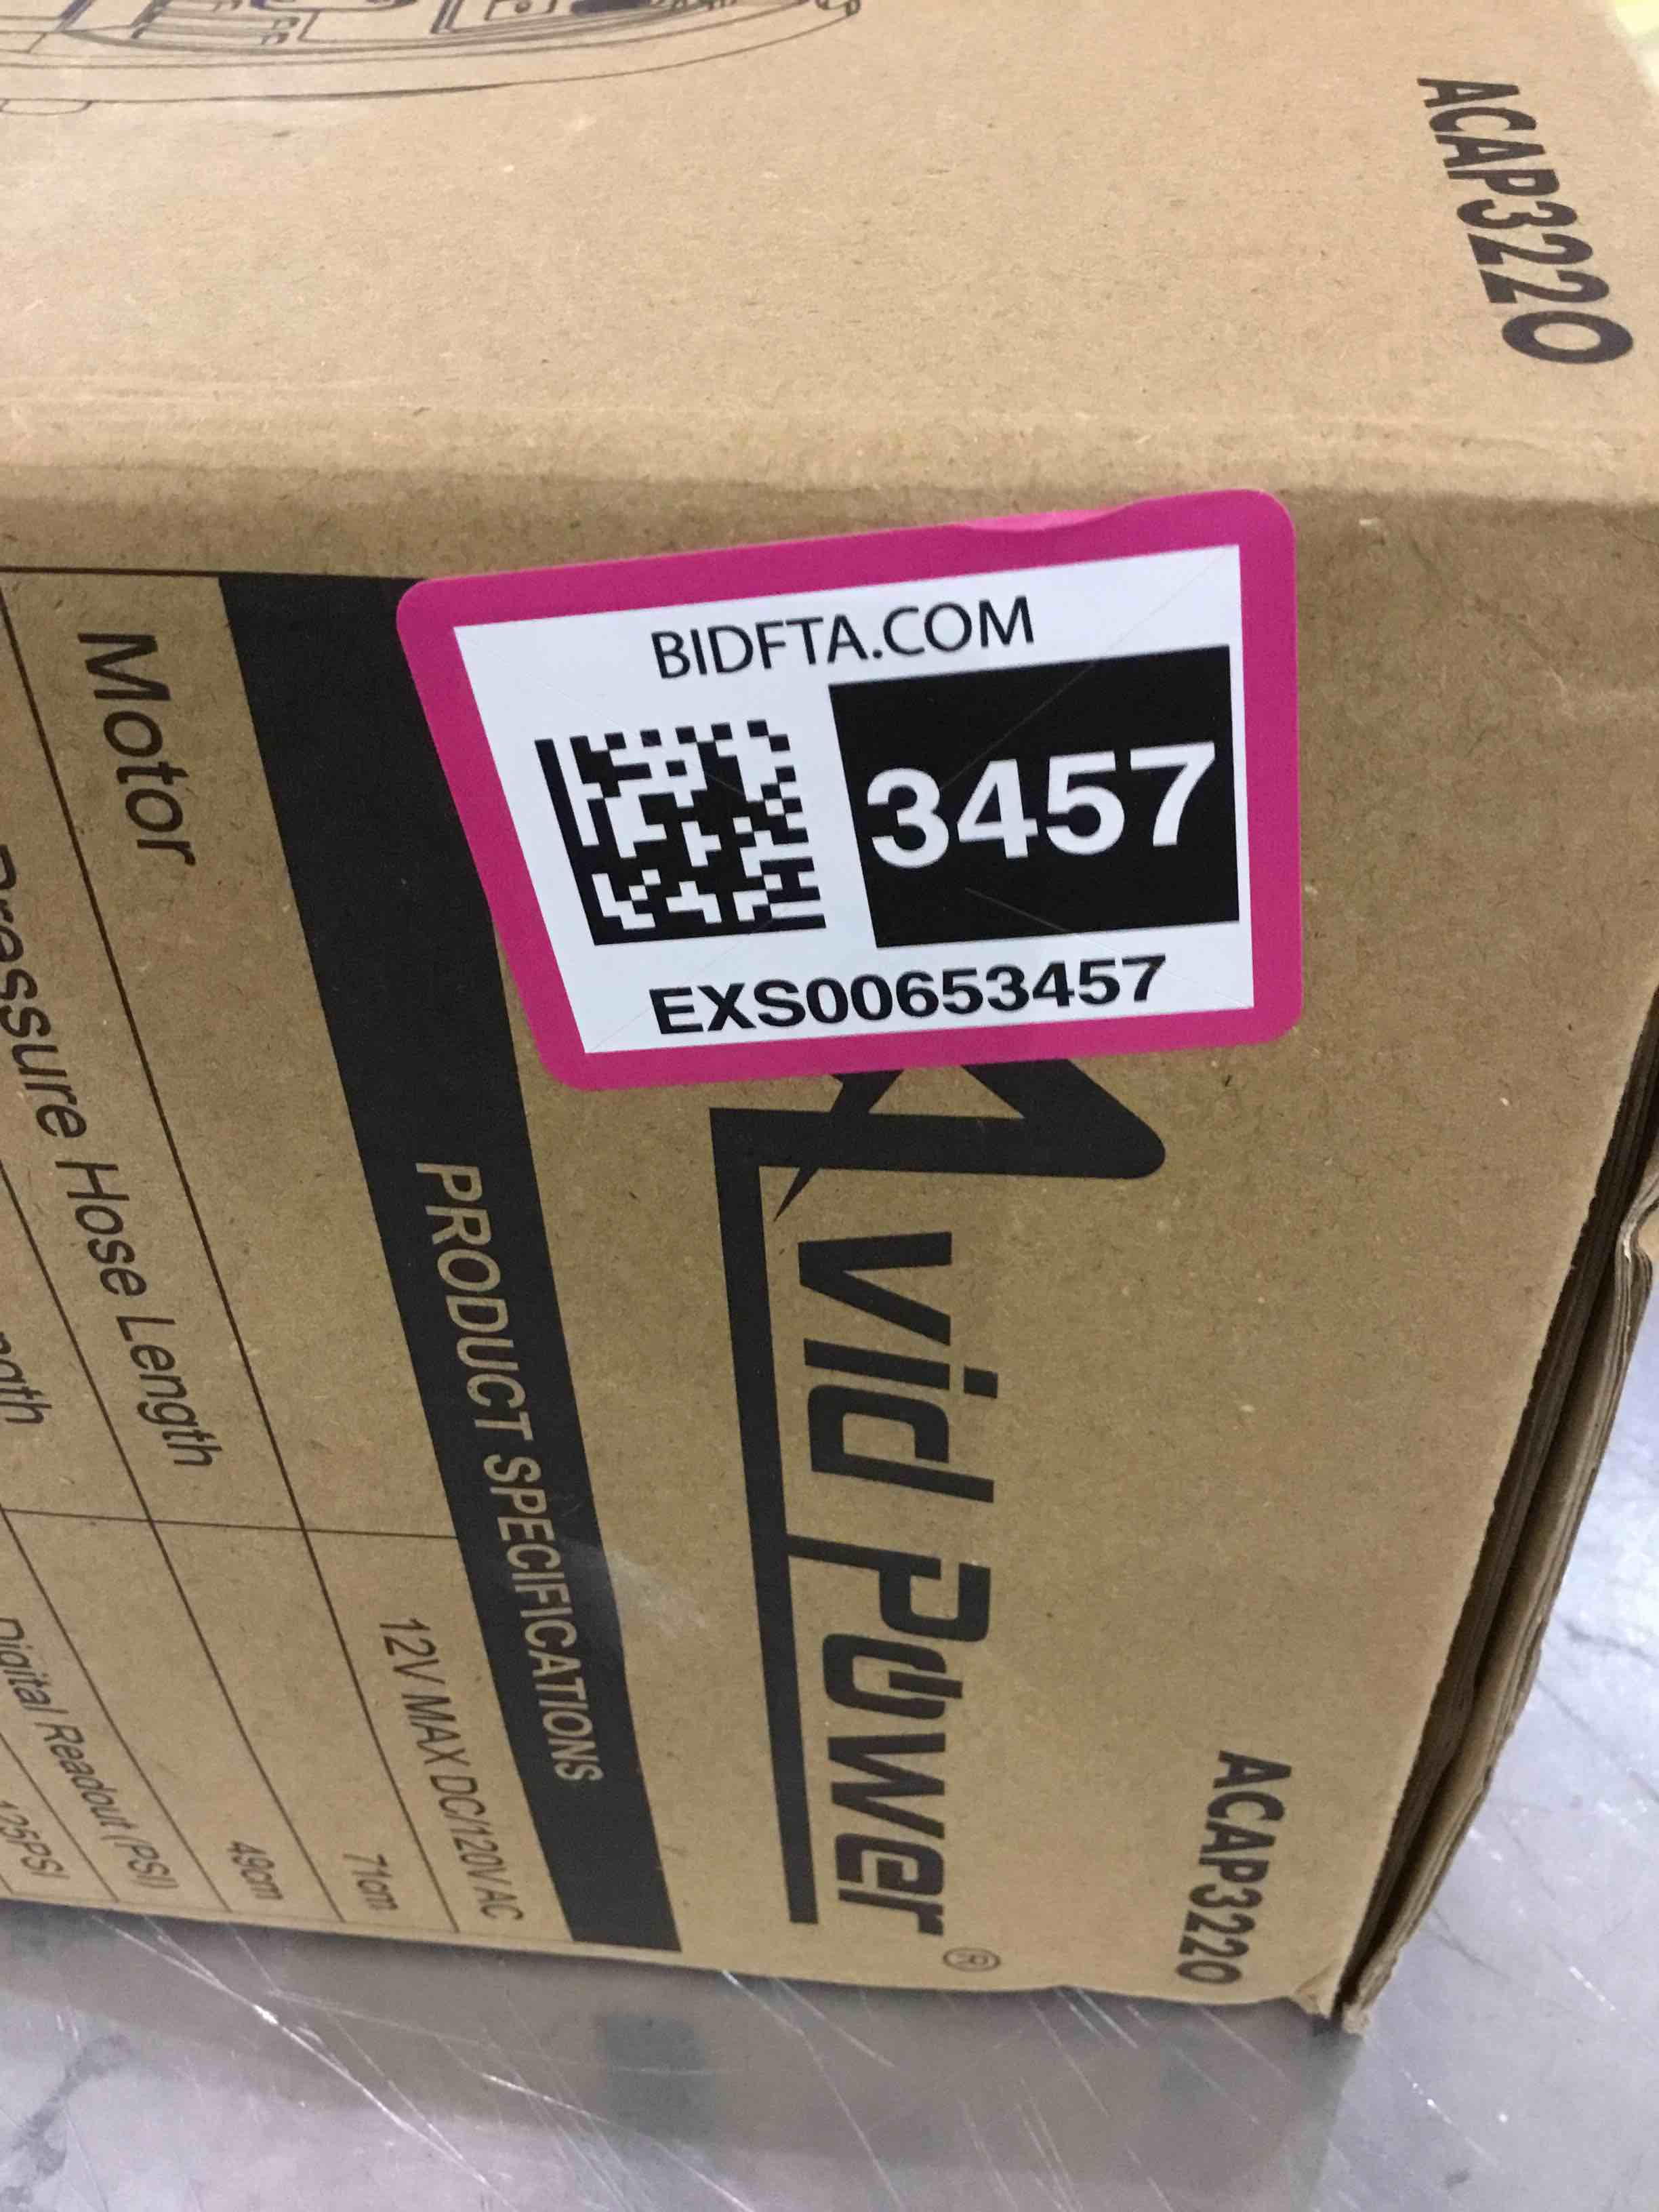 ACAP3220
BIDFTA.COM
3457
EXS00653457
Avid Power®
ACAP3220
PRODUCT SPECIFICATIONS
Motor
12V MAX DC/120V AC
Pressure Hose Length
71cm
49cm
Digital Readout (PSI)
125PSI